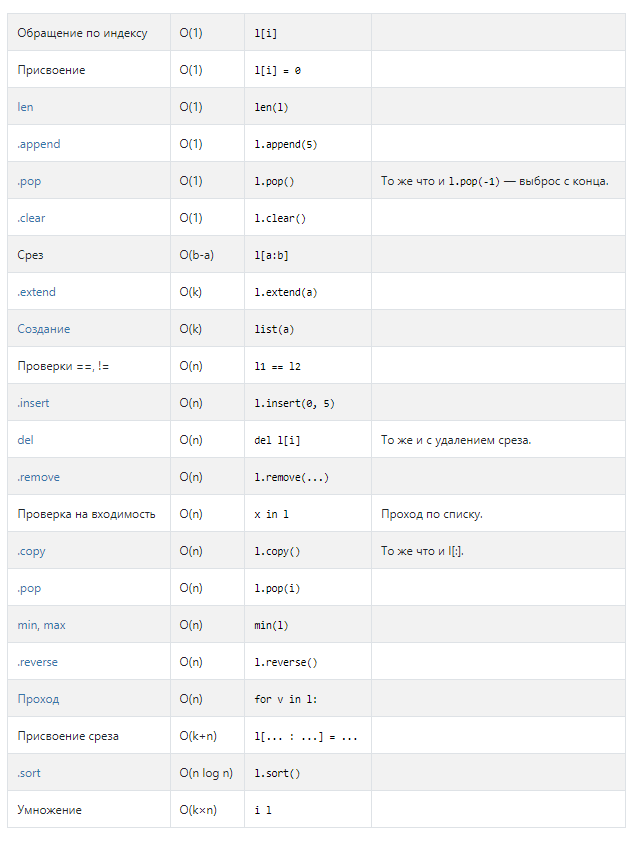 Обращение по индексу O(1) l[i]
Присвоение O(1) l[i] = 0
len O(1) len(l)
.append O(1) l.append(5)
.pop O(1) l.pop() То же что и l.pop(-1) — выброс с конца.
.clear O(1) l.clear()
Срез O(b-a) l[a:b]
.extend O(k) l.extend(a)
Создание O(k) list(a)
Проверки ==, != O(n) l1 == l2
.insert O(n) l.insert(0, 5)
del O(n) del l[i] То же и с удалением среза.
.remove O(n) l.remove(...)
Проверка на входимость O(n) x in l Проход по списку.
.copy O(n) l.copy() То же что и l[:].
.pop O(n) l.pop(i)
min, max O(n) min(l)
.reverse O(n) l.reverse()
Проход O(n) for v in l:
Присвоение среза O(k+n) l[... : ...] = ...
.sort O(n log n) l.sort()
Умножение O(k×n) i l